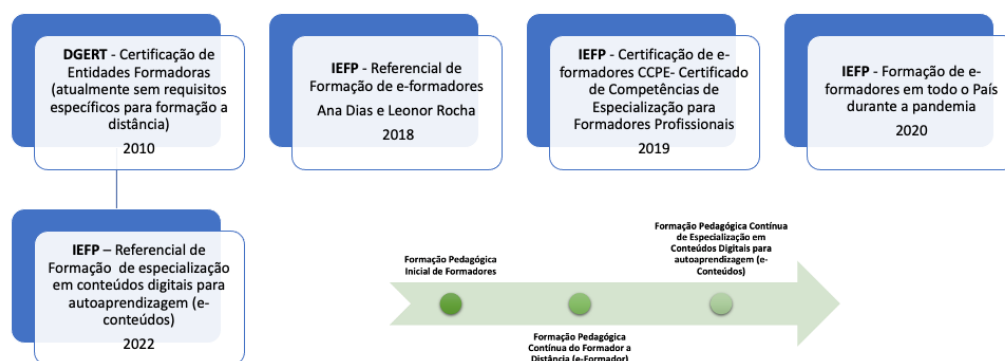 DGERT - Certificação de
Entidades Formadoras
(atualmente sem requisitos
específicos para formação a
distância)
2010
IEFP - Referencial de
Formação de e-formadores
Ana Dias e Leonor Rocha
2018
IEFP - Certificação de e-
formadores CCPE- Certificado
de Competências de
Especialização para
Formadores Profissionais
2019
IEFP - Formação de e-
formadores em todo o País
durante a pandemia
2020
IEFP – Referencial de
Formação de especialização
em conteúdos digitais para
autoaprendizagem (e-
conteúdos)
2022
Formação Pedagógica
Inicial de Formadores
Formação Pedagógica
Contínua do Formador a
Distância (e-Formador)
Formação Pedagógica Contínua
de Especialização em
Conteúdos Digitais para
autoaprendizagem (e-
Conteúdos)